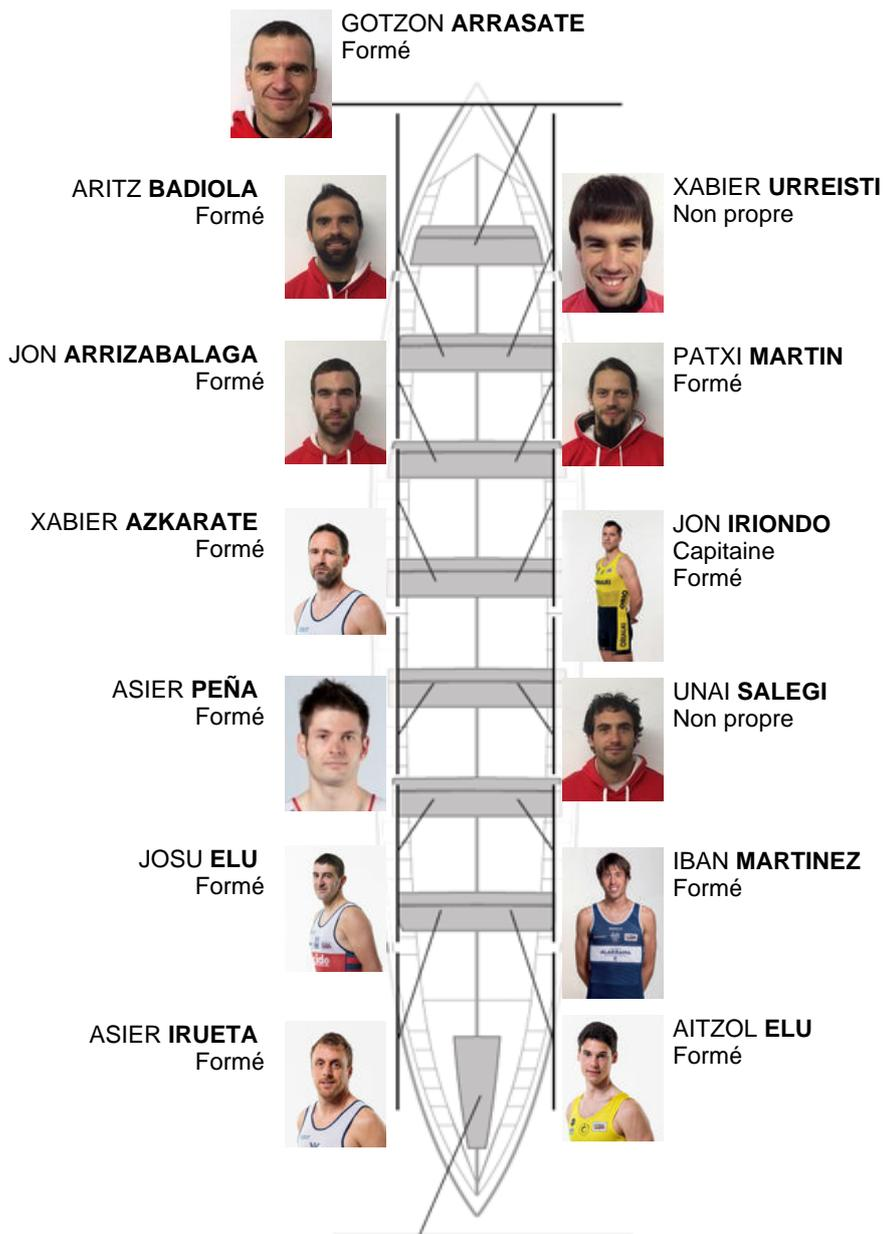 GOTZON ARRASATE
Formé
ARITZ BADIOLA
Formé
XABIER URREISTI
Non propre
JON ARRIZABALAGA
Formé
PATXI MARTIN
Formé
XABIER AZKARATE
Formé
JON IRIONDO
Capitaine
Formé
ASIER PEÑA
Formé
UNAI SALEGI
Non propre
JOSU ELU
Formé
IBAN MARTINEZ
Formé
ASIER IRUETA
Formé
AITZOL ELU
Formé